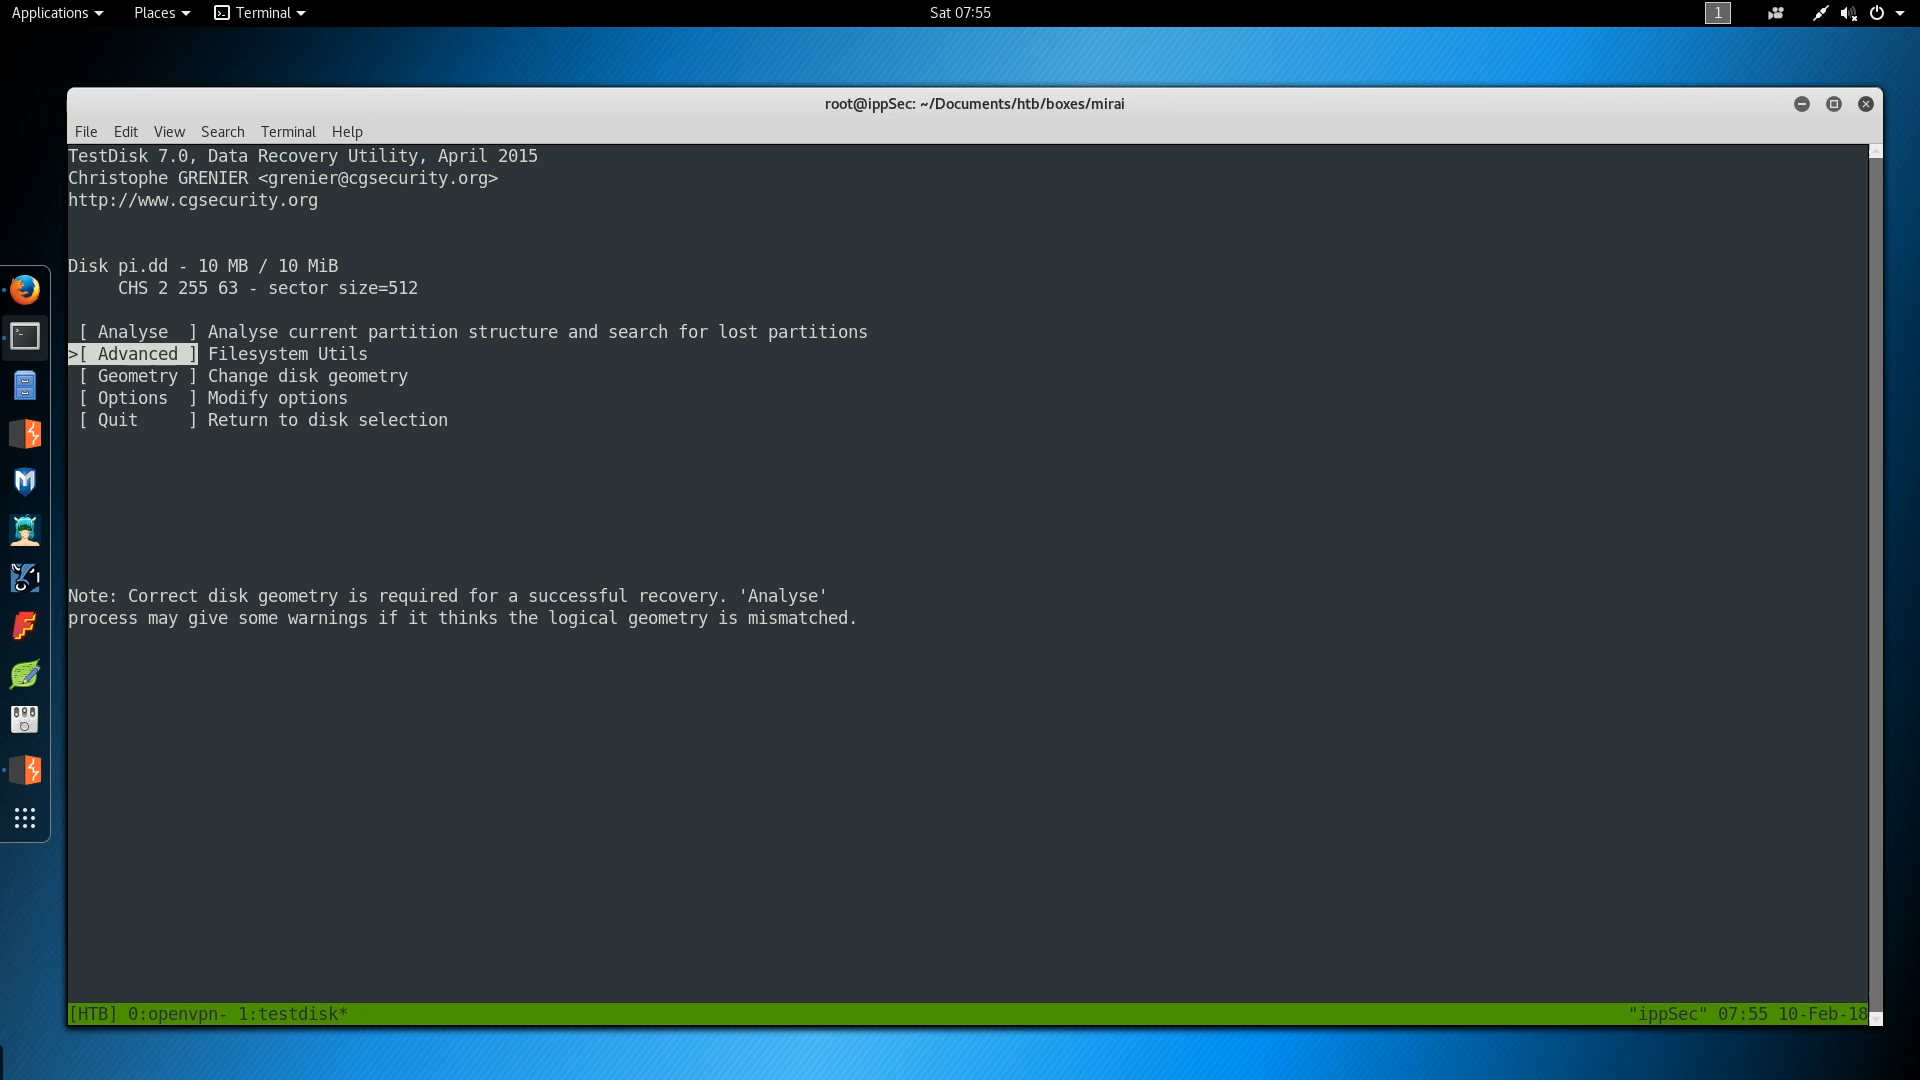 Applications Places Terminal Sat 07:55 1
root@ippSec: ~/Documents/htb/boxes/mirai
File Edit View Search Terminal Help
TestDisk 7.0, Data Recovery Utility, April 2015
Christophe GRENIER <grenier@cgsecurity.org>
http://www.cgsecurity.org
Disk pi.dd - 10 MB / 10 MiB
     CHS 2 255 63 - sector size=512
 [ Analyse  ] Analyse current partition structure and search for lost partitions
>[ Advanced ] Filesystem Utils
 [ Geometry ] Change disk geometry
 [ Options  ] Modify options
 [ Quit     ] Return to disk selection
Note: Correct disk geometry is required for a successful recovery. 'Analyse'
process may give some warnings if it thinks the logical geometry is mismatched.
[HTB] 0:openvpn- 1:testdisk* "ippSec" 07:55 10-Feb-18